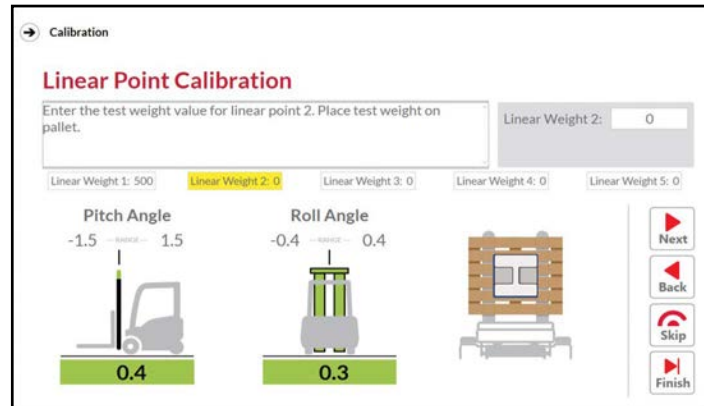 Calibration
Linear Point Calibration
Enter the test weight value for linear point 2. Place test weight on
pallet.
Linear Weight 2: 0
Linear Weight 1: 500 Linear Weight 2: 0 Linear Weight 3: 0 Linear Weight 4: 0 Linear Weight 5: 0
Pitch Angle Roll Angle
-1.5 RANGE 1.5 -0.4 RANGE 0.4
0.4 0.3
Next
Back
Skip
Finish